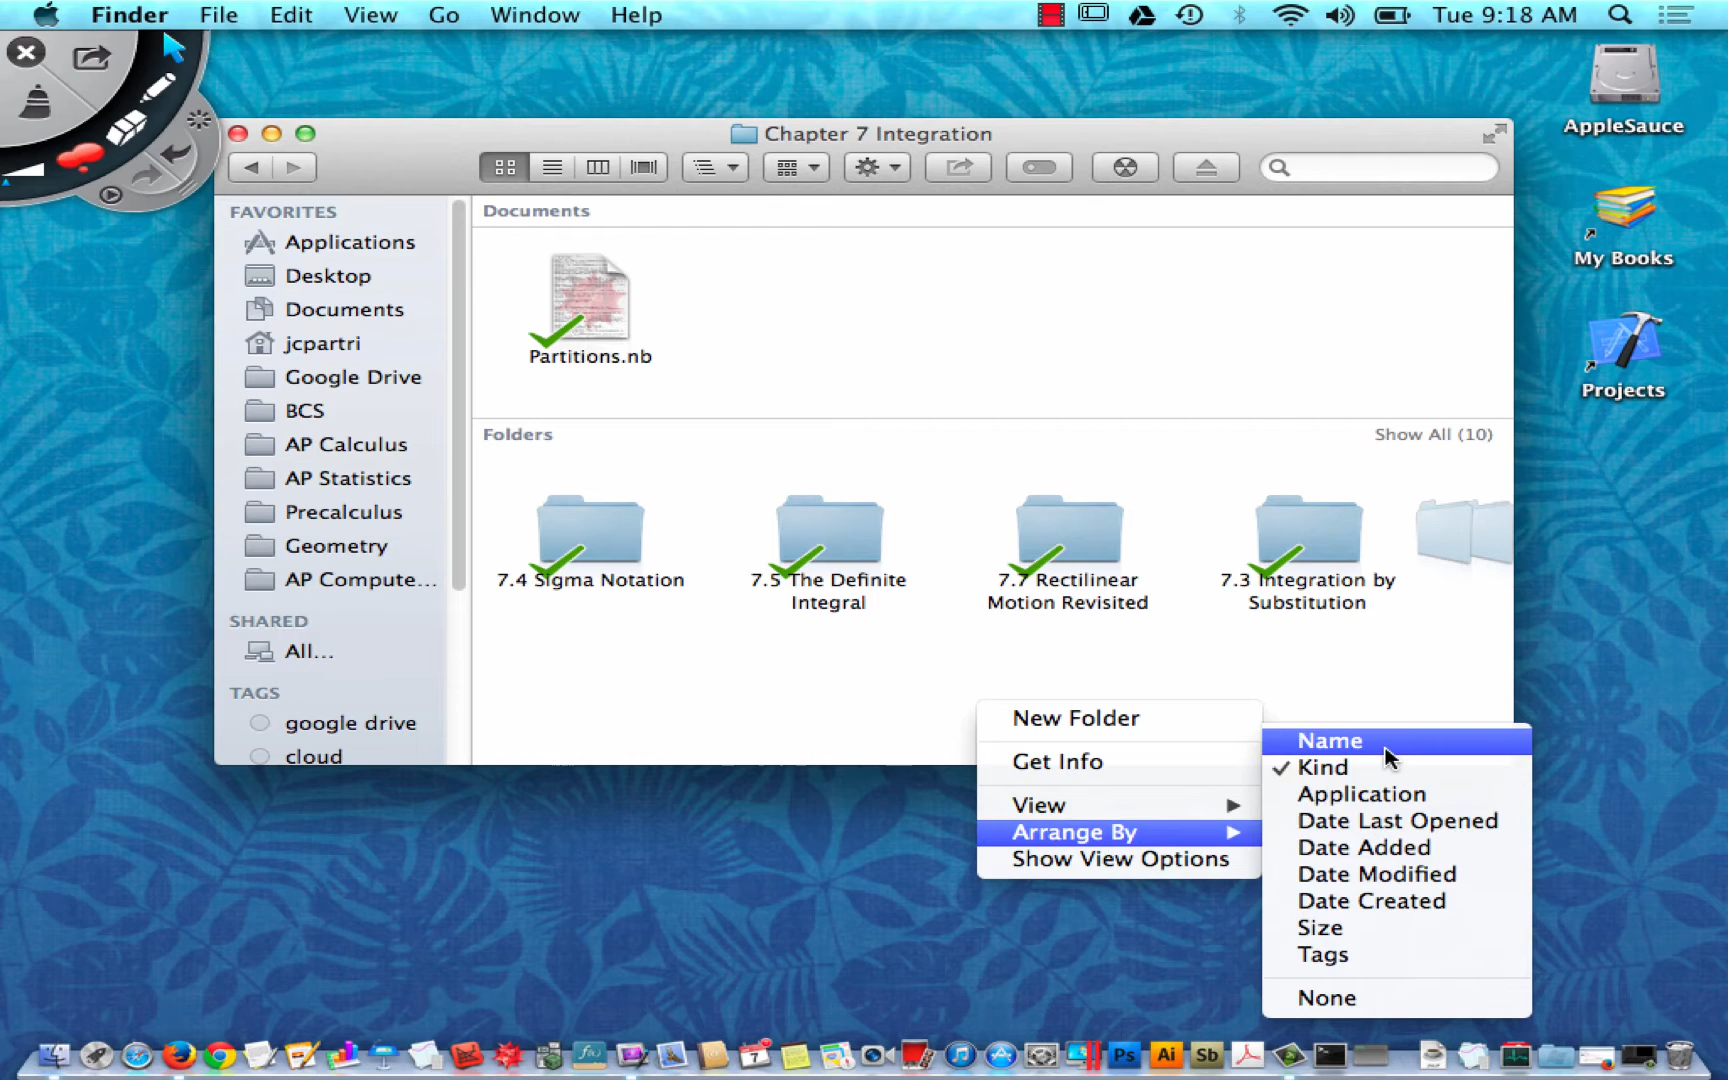 Finder File Edit View Go Window Help Tue 9:18 AM
AppleSauce
My Books
Projects
Chapter 7 Integration
FAVORITES
Applications
Desktop
Documents
jcpartri
Google Drive
BCS
AP Calculus
AP Statistics
Precalculus
Geometry
AP Compute...
SHARED
All...
TAGS
google drive
cloud
Documents
Partitions.nb
Folders Show All (10)
7.4 Sigma Notation
7.5 The Definite
Integral
7.7 Rectilinear
Motion Revisited
7.3 Integration by
Substitution
New Folder
Get Info
View
Arrange By
Show View Options
Name
Kind
Application
Date Last Opened
Date Added
Date Modified
Date Created
Size
Tags
None
f(x)
7
Ps
Ai
Sb